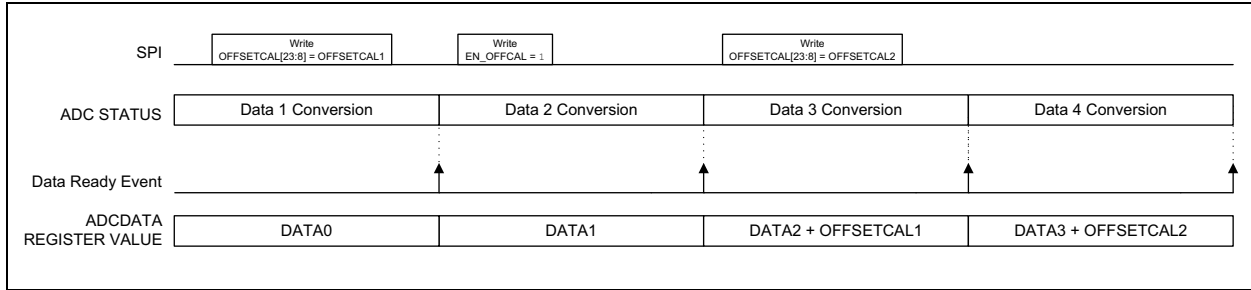 SPI
Write
OFFSETCAL[23:8] = OFFSETCAL1
Write
EN_OFFCAL = 1
Write
OFFSETCAL[23:8] = OFFSETCAL2
ADC STATUS
Data 1 Conversion
Data 2 Conversion
Data 3 Conversion
Data 4 Conversion
Data Ready Event
ADCDATA
REGISTER VALUE
DATA0
DATA1
DATA2 + OFFSETCAL1
DATA3 + OFFSETCAL2